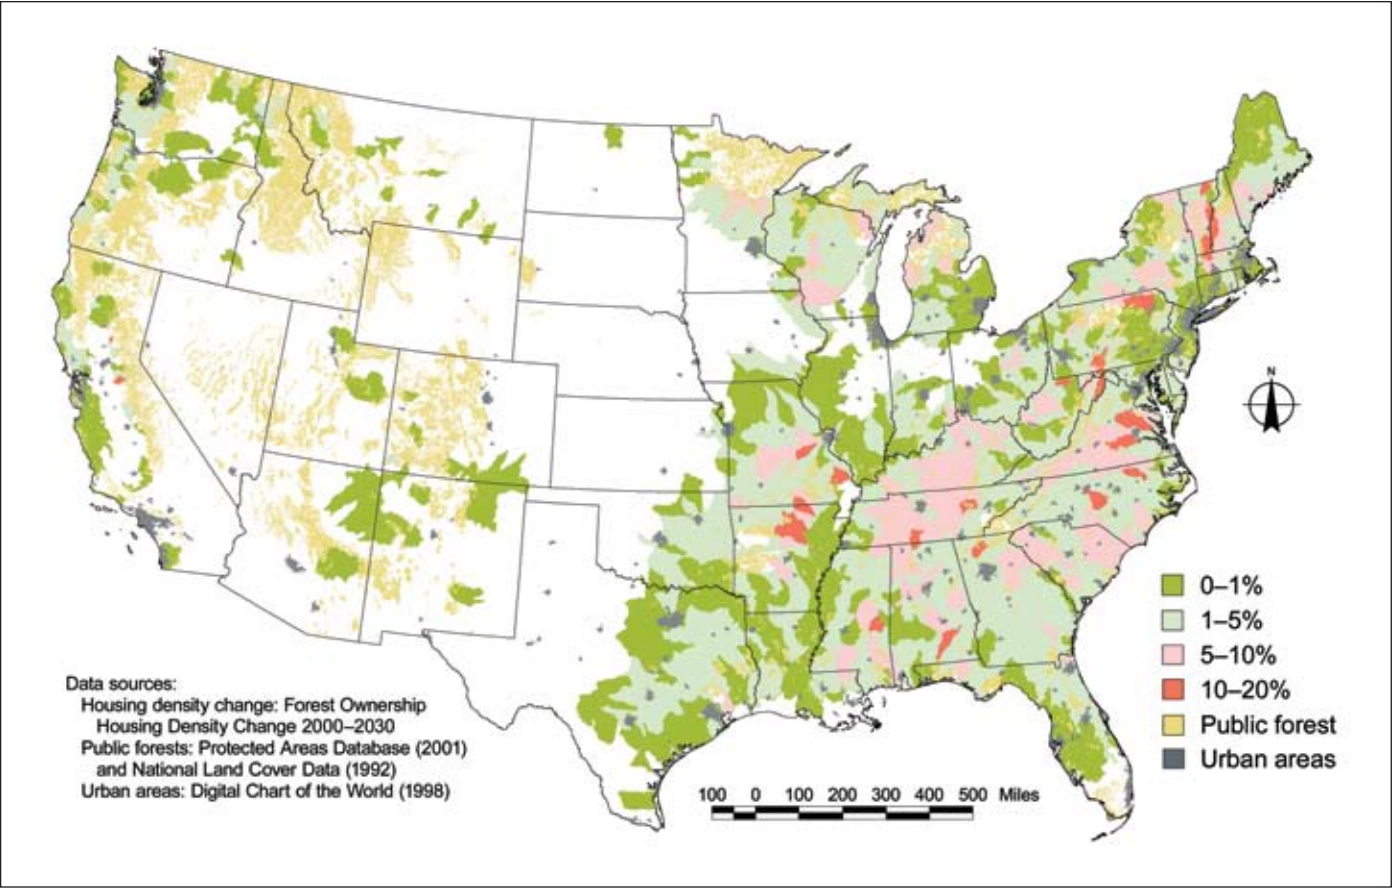 N
0–1%
1–5%
5–10%
10–20%
Public forest
Urban areas
Data sources:
Housing density change: Forest Ownership
Housing Density Change 2000–2030
Public forests: Protected Areas Database (2001)
and National Land Cover Data (1992)
Urban areas: Digital Chart of the World (1998)
100 0 100 200 300 400 500 Miles